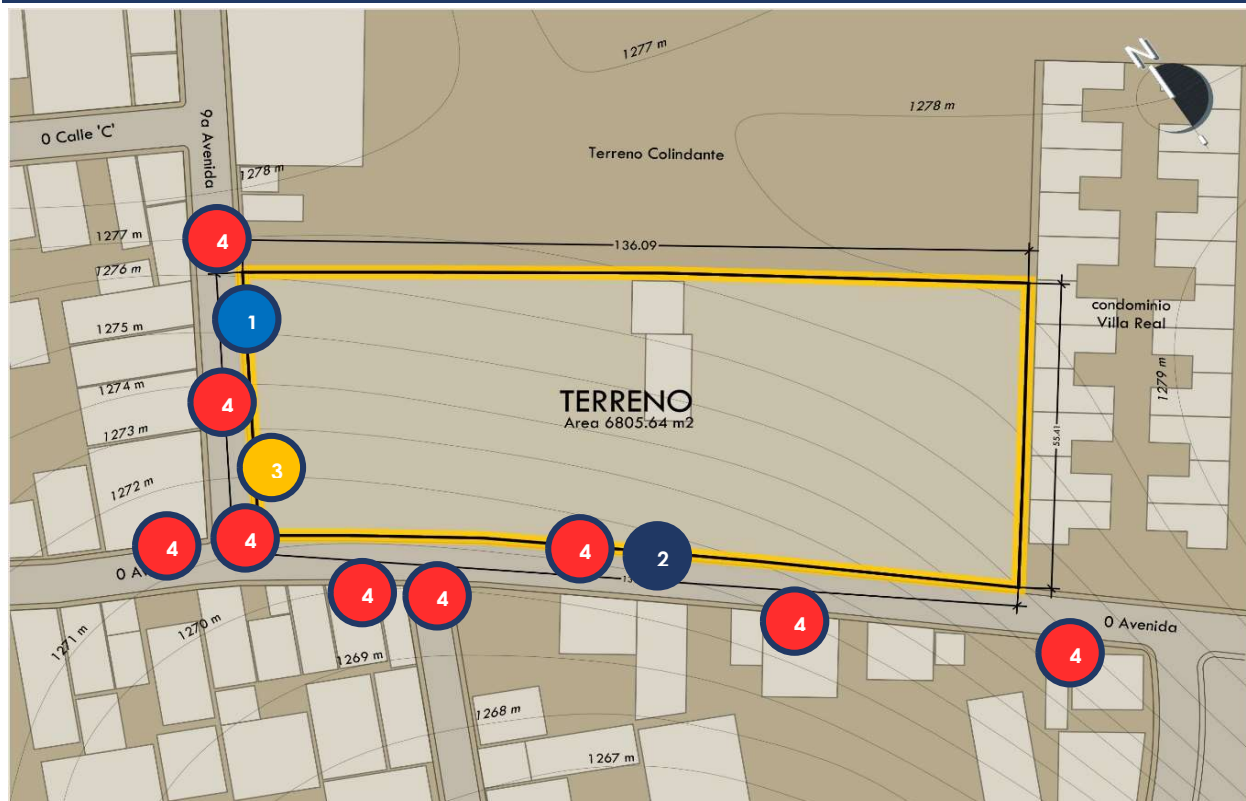 N
1277 m
1278 m
0 Calle 'C'
9a Avenida
Terreno Colindante
1278 m
1277 m
4
136.09
1276 m
condominio
Villa Real
1
1275 m
1279 m
1274 m
4
TERRENO
Area 6805.64 m2
1273 m
55.41
3
1272 m
4
4
4
2
0 A
4
4
4
0 Avenida
4
1271 m
1270 m
1269 m
1268 m
1267 m